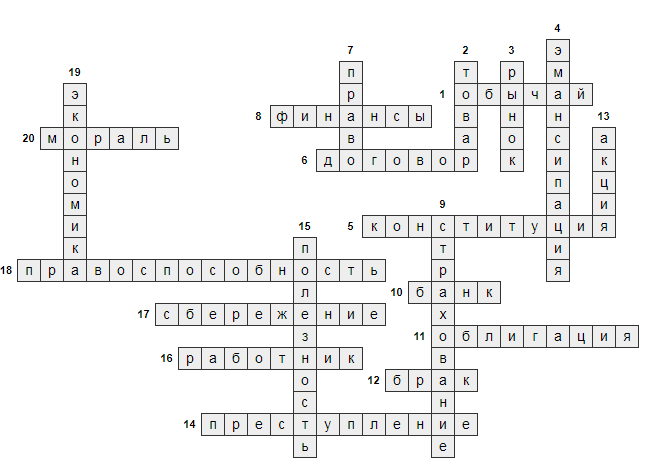 4 эмансипация
7 право
2 товар
3 рынок
19 экономика
1 обычай
8 финансы
13 акция
20 мораль
6 договор
9 страхование
5 конституция
15 полезность
18 правоспособность
10 банк
17 сбережение
11 облигация
16 работник
12 брак
14 преступление